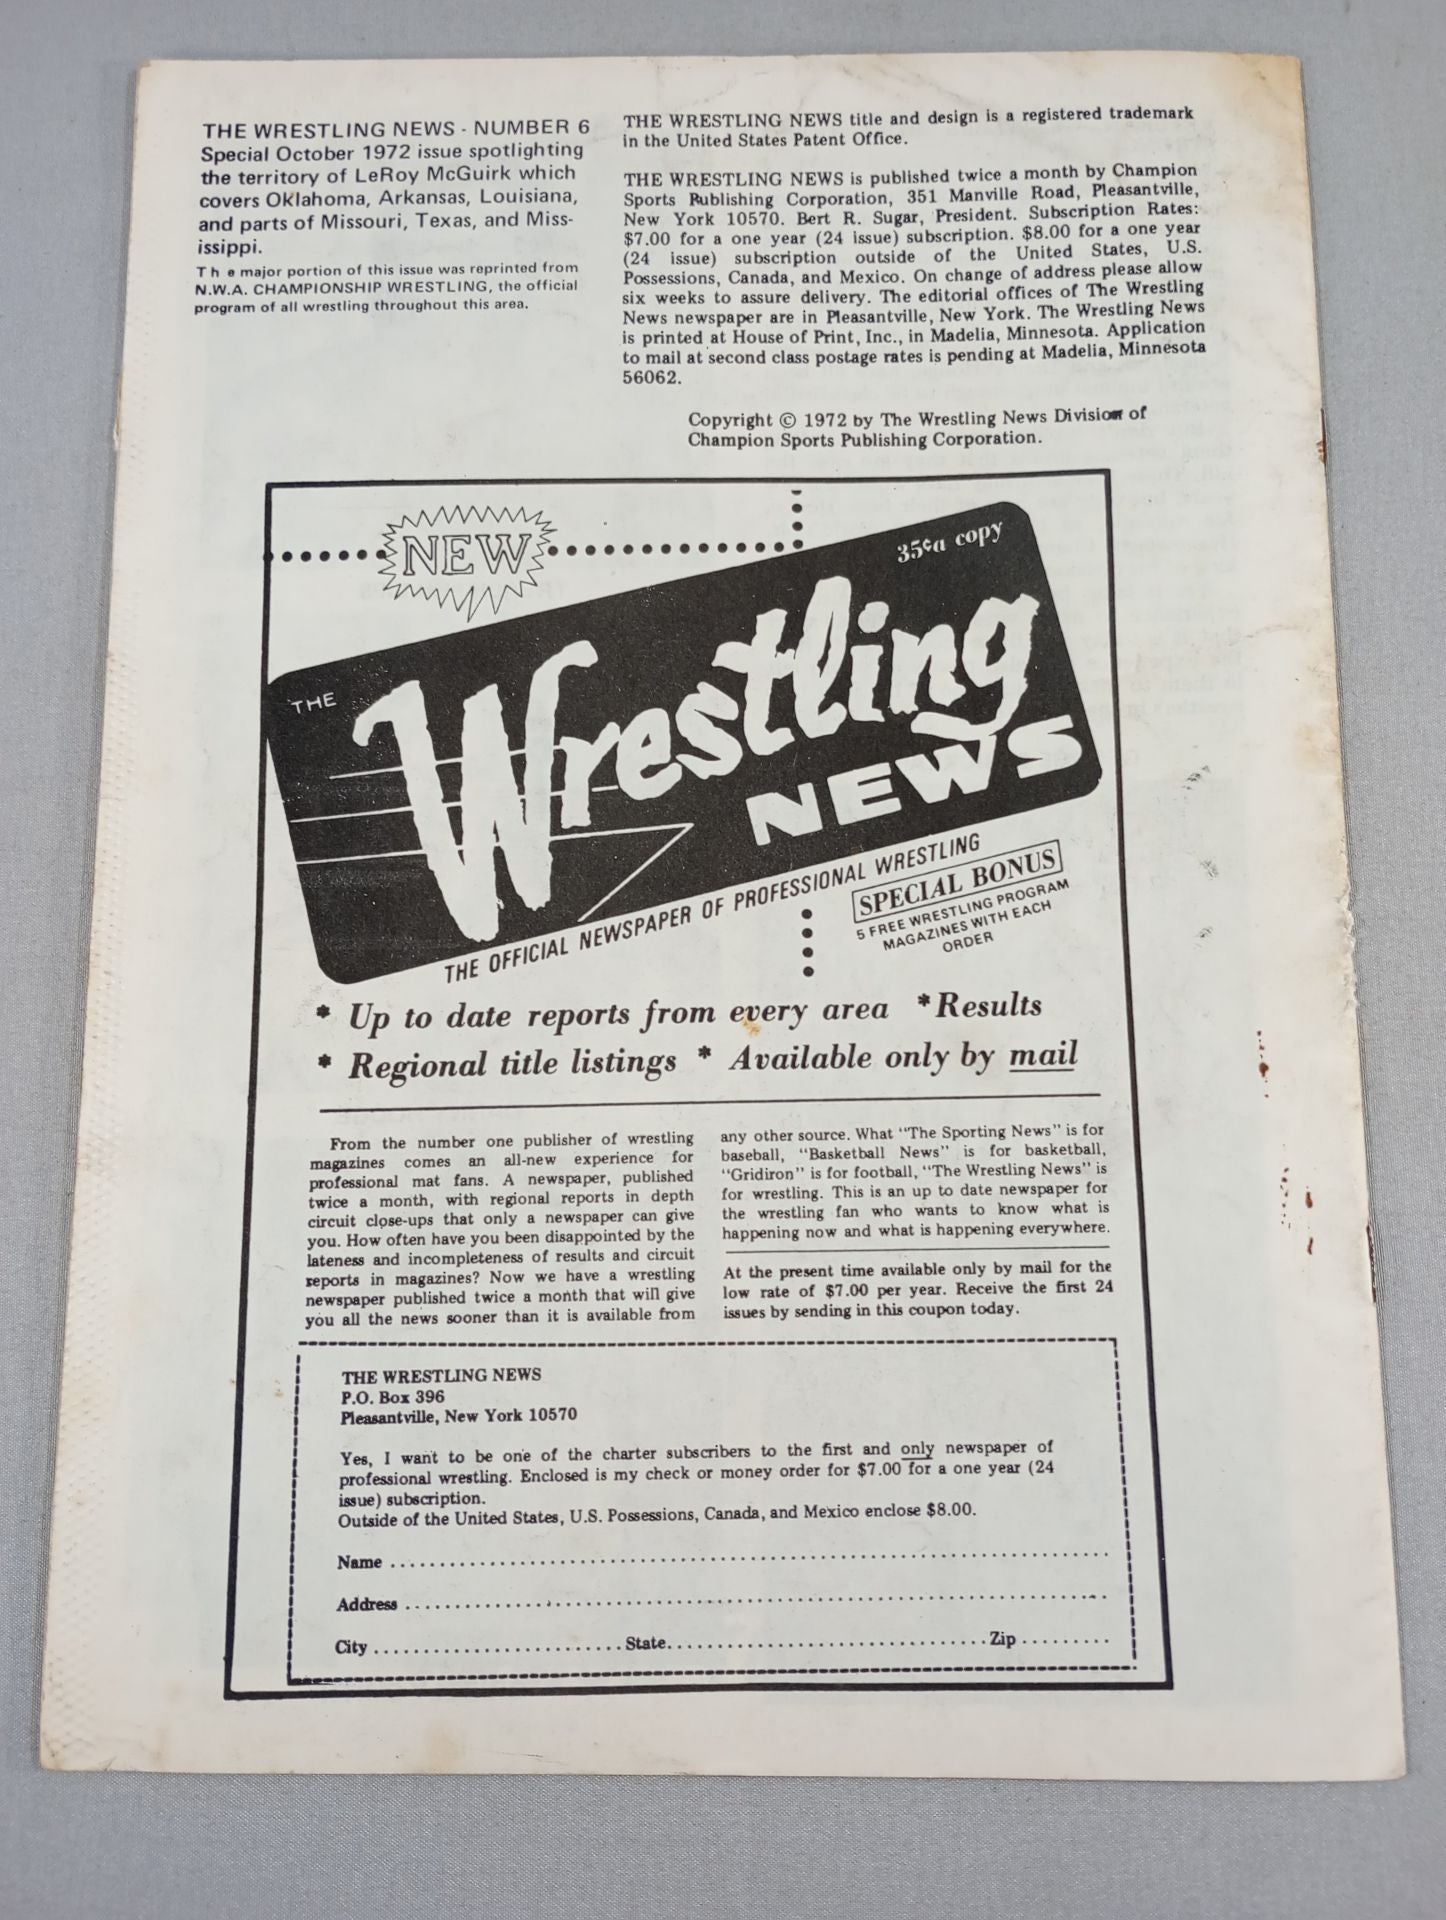 THE WRESTLING NEWS - NUMBER 6
Special October 1972 issue spotlighting
the territory of LeRoy McGuirk which
covers Oklahoma, Arkansas, Louisiana,
and parts of Missouri, Texas, and Miss-
issippi.
The major portion of this issue was reprinted from
N.W.A. CHAMPIONSHIP WRESTLING, the official
program of all wrestling throughout this area.
THE WRESTLING NEWS title and design is a registered trademark
in the United States Patent Office.
THE WRESTLING NEWS is published twice a month by Champion
Sports Publishing Corporation, 351 Manville Road, Pleasantville,
New York 10570. Bert R. Sugar, President. Subscription Rates:
$7.00 for a one year (24 issue) subscription. $8.00 for a one year
(24 issue) subscription outside of the United States, U.S.
Possessions, Canada, and Mexico. On change of address please allow
six weeks to assure delivery. The editorial offices of The Wrestling
News newspaper are in Pleasantville, New York. The Wrestling News
is printed at House of Print, Inc., in Madelia, Minnesota. Application
to mail at second class postage rates is pending at Madelia, Minnesota
56062.
Copyright © 1972 by The Wrestling News Division of
Champion Sports Publishing Corporation.
NEW
35¢ a copy
THE
Wrestling
NEWS
THE OFFICIAL NEWSPAPER OF PROFESSIONAL WRESTLING
SPECIAL BONUS
5 FREE WRESTLING PROGRAM
MAGAZINES WITH EACH
ORDER
* Up to date reports from every area *Results
* Regional title listings * Available only by mail
From the number one publisher of wrestling
magazines comes an all-new experience for
professional mat fans. A newspaper, published
twice a month, with regional reports in depth
circuit close-ups that only a newspaper can give
you. How often have you been disappointed by the
lateness and incompleteness of results and circuit
reports in magazines? Now we have a wrestling
newspaper published twice a month that will give
you all the news sooner than it is available from
any other source. What "The Sporting News" is for
baseball, "Basketball News" is for basketball,
"Gridiron" is for football, "The Wrestling News" is
for wrestling. This is an up to date newspaper for
the wrestling fan who wants to know what is
happening now and what is happening everywhere.
At the present time available only by mail for the
low rate of $7.00 per year. Receive the first 24
issues by sending in this coupon today.
THE WRESTLING NEWS
P.O. Box 396
Pleasantville, New York 10570
Yes, I want to be one of the charter subscribers to the first and only newspaper of
professional wrestling. Enclosed is my check or money order for $7.00 for a one year (24
issue) subscription.
Outside of the United States, U.S. Possessions, Canada, and Mexico enclose $8.00.
Name
Address
City State Zip